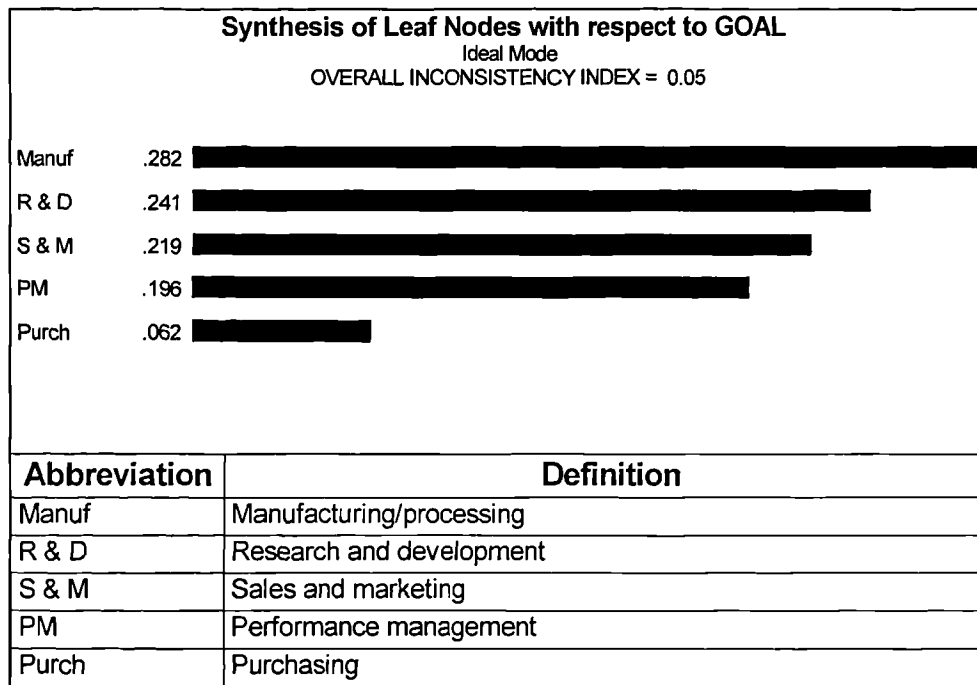 Synthesis of Leaf Nodes with respect to GOAL
Ideal Mode
OVERALL INCONSISTENCY INDEX = 0.05
Manuf .282
R & D .241
S & M .219
PM .196
Purch .062
Abbreviation Definition
Manuf Manufacturing/processing
R & D Research and development
S & M Sales and marketing
PM Performance management
Purch Purchasing